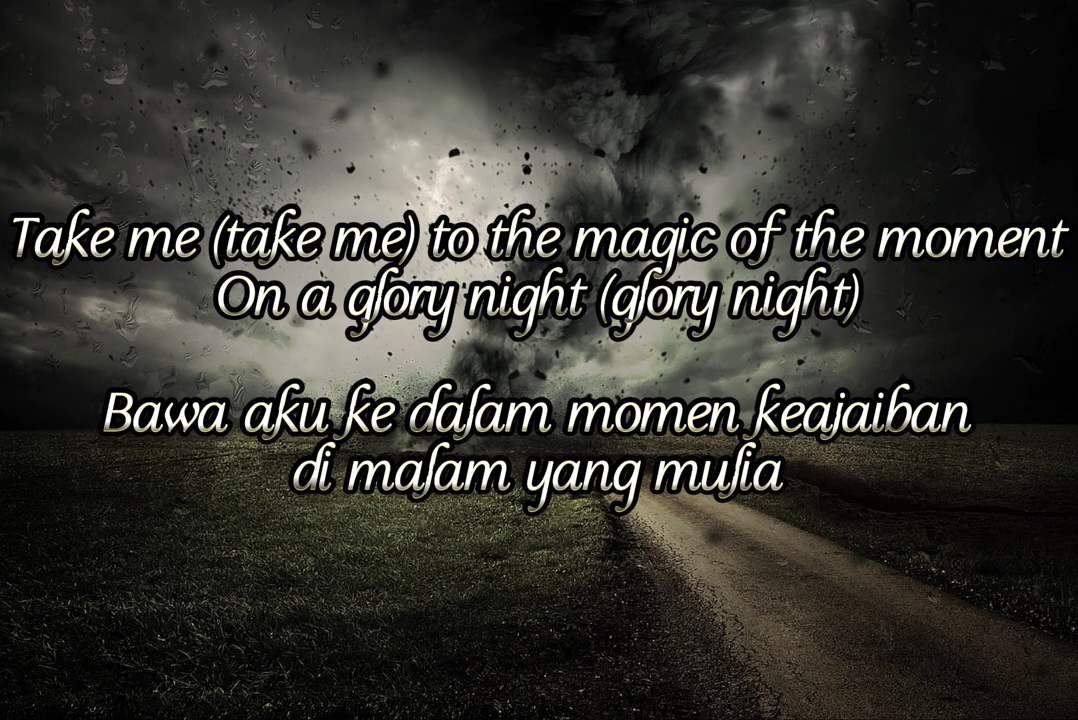 Take me (take me) to the magic of the moment
On a glory night (glory night)
Bawa aku ke dalam momen keajaiban
di malam yang mulia